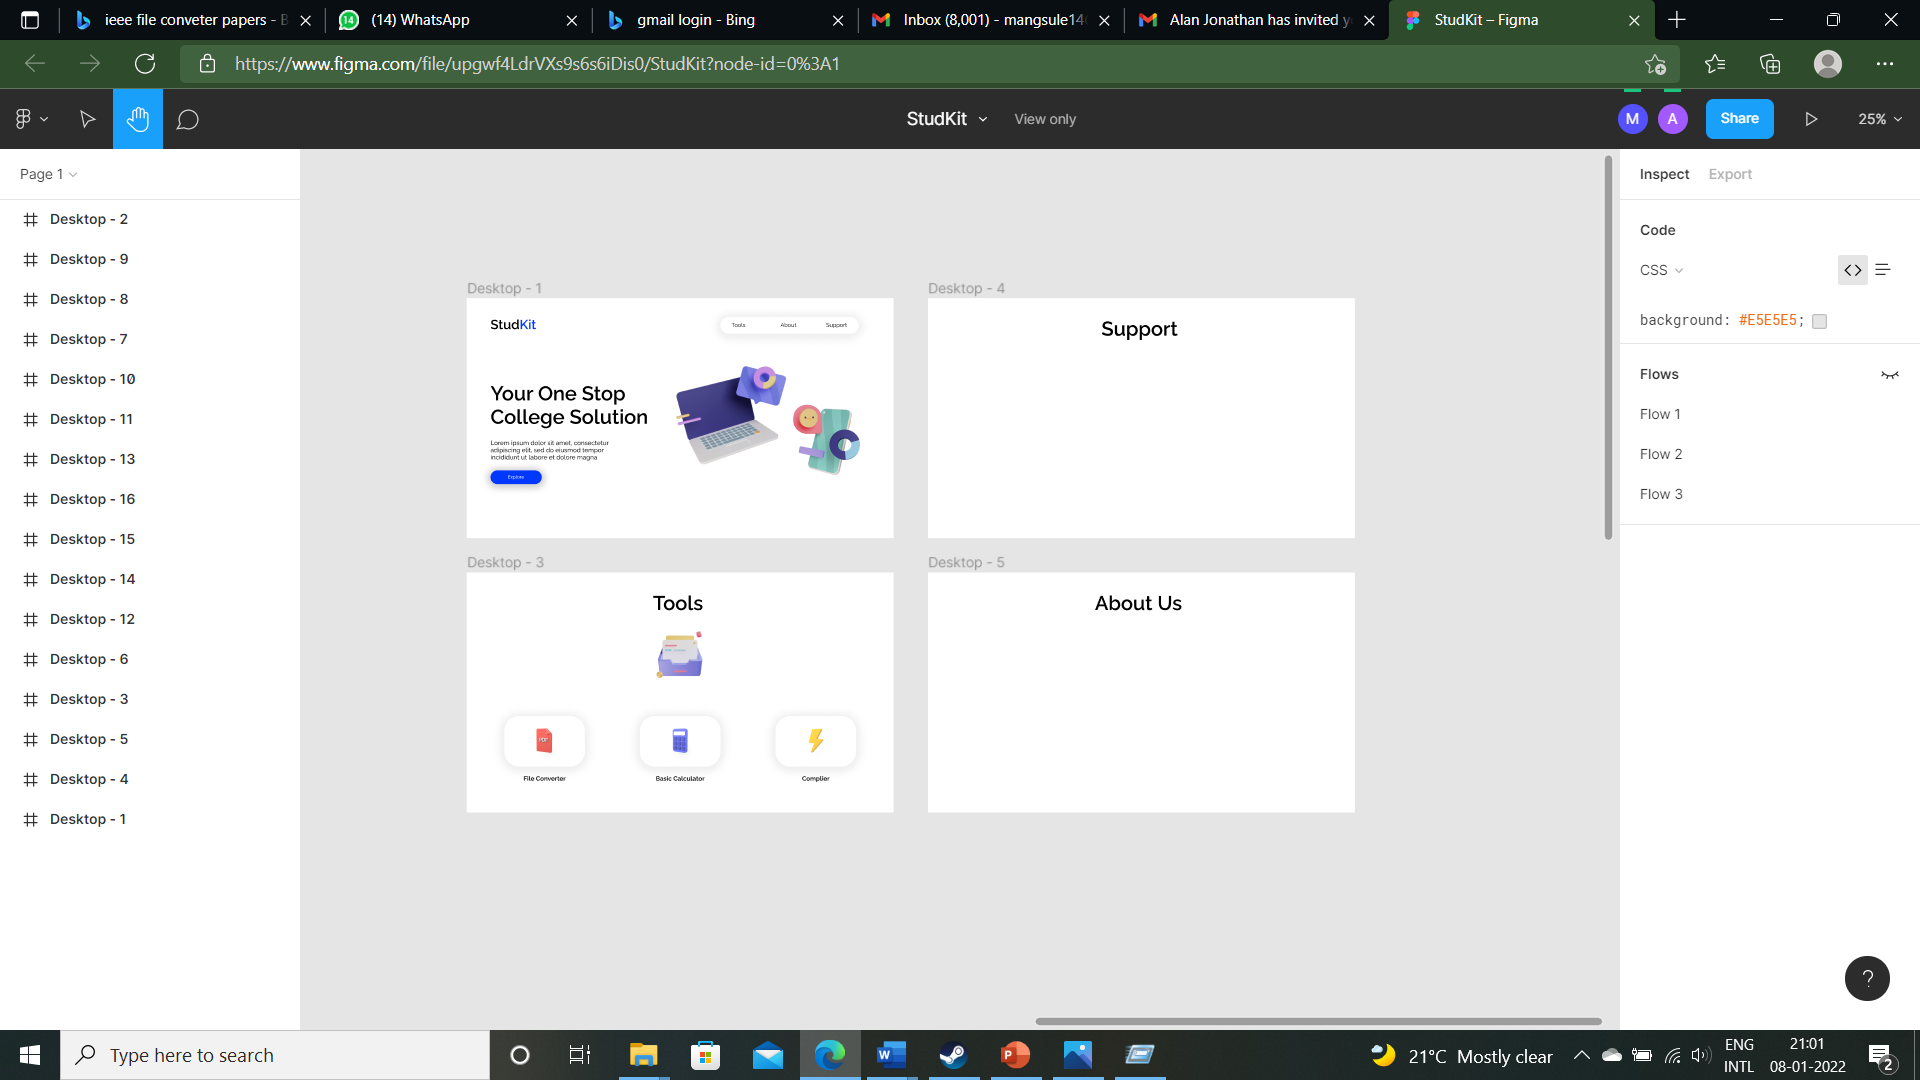 ieee file conveter papers - B
(14) WhatsApp
gmail login - Bing
Inbox (8,001) - mangsule14
Alan Jonathan has invited y
StudKit – Figma
https://www.figma.com/file/upgwf4LdrVXs9s6s6iDis0/StudKit?node-id=0%3A1
StudKit
View only
M
A
Share
25%
Page 1
Desktop - 2
Desktop - 9
Desktop - 8
Desktop - 7
Desktop - 10
Desktop - 11
Desktop - 13
Desktop - 16
Desktop - 15
Desktop - 14
Desktop - 12
Desktop - 6
Desktop - 3
Desktop - 5
Desktop - 4
Desktop - 1
Desktop - 1
StudKit
Tools About Support
Your One Stop
College Solution
Lorem ipsum dolor sit amet, consectetur
adipiscing elit, sed do eiusmod tempor
incididunt ut labore et dolore magna
Explore
Desktop - 4
Support
Desktop - 3
Tools
PDF
File Converter
Basic Calculator
Complier
Desktop - 5
About Us
Inspect Export
Code
CSS
background: #E5E5E5;
Flows
Flow 1
Flow 2
Flow 3
?
Type here to search
21°C Mostly clear
ENG
INTL
21:01
08-01-2022
2